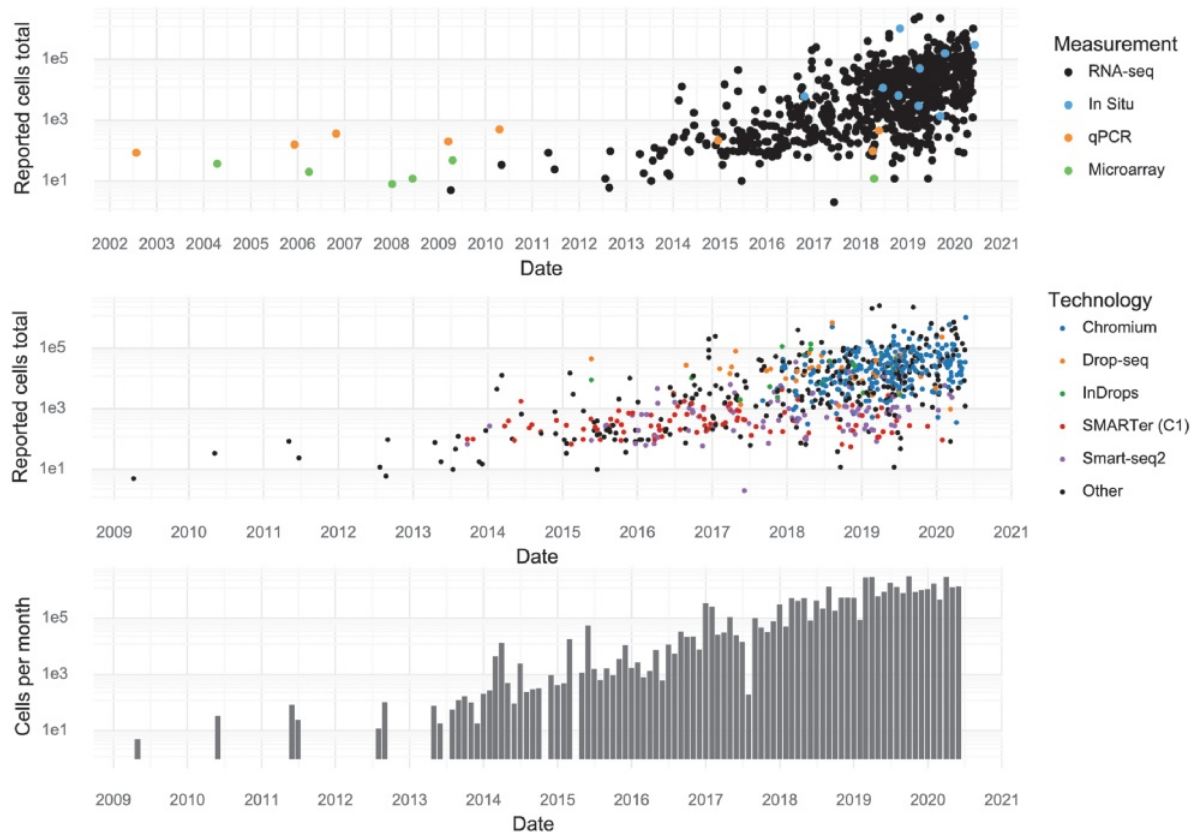 Reported cells total
1e5
1e3
1e1
2002 2003 2004 2005 2006 2007 2008 2009 2010 2011 2012 2013 2014 2015 2016 2017 2018 2019 2020 2021
Date
Measurement
RNA-seq
In Situ
qPCR
Microarray
Reported cells total
1e5
1e3
1e1
2009 2010 2011 2012 2013 2014 2015 2016 2017 2018 2019 2020 2021
Date
Technology
Chromium
Drop-seq
InDrops
SMARTer (C1)
Smart-seq2
Other
Cells per month
1e5
1e3
1e1
2009 2010 2011 2012 2013 2014 2015 2016 2017 2018 2019 2020 2021
Date